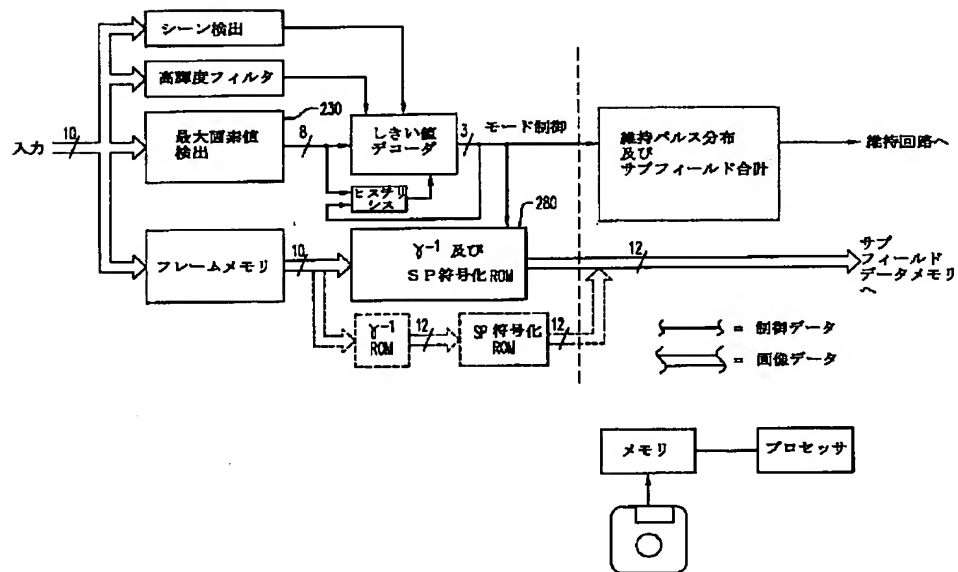 シーン検出
高輝度フィルタ
230
入力
10
最大画素値
検出
8
しきい値
デコーダ
3
モード制御
維持パルス分布
及び
サブフィールド合計
維持回路へ
ヒステリ
シス
280
フレームメモリ
10
γ-1 及び
SP符号化ROM
12
サブ
フィールド
データメモリ
へ
γ-1
ROM
12
SP符号化
ROM
12
= 制御データ
= 画像データ
メモリ
プロセッサ